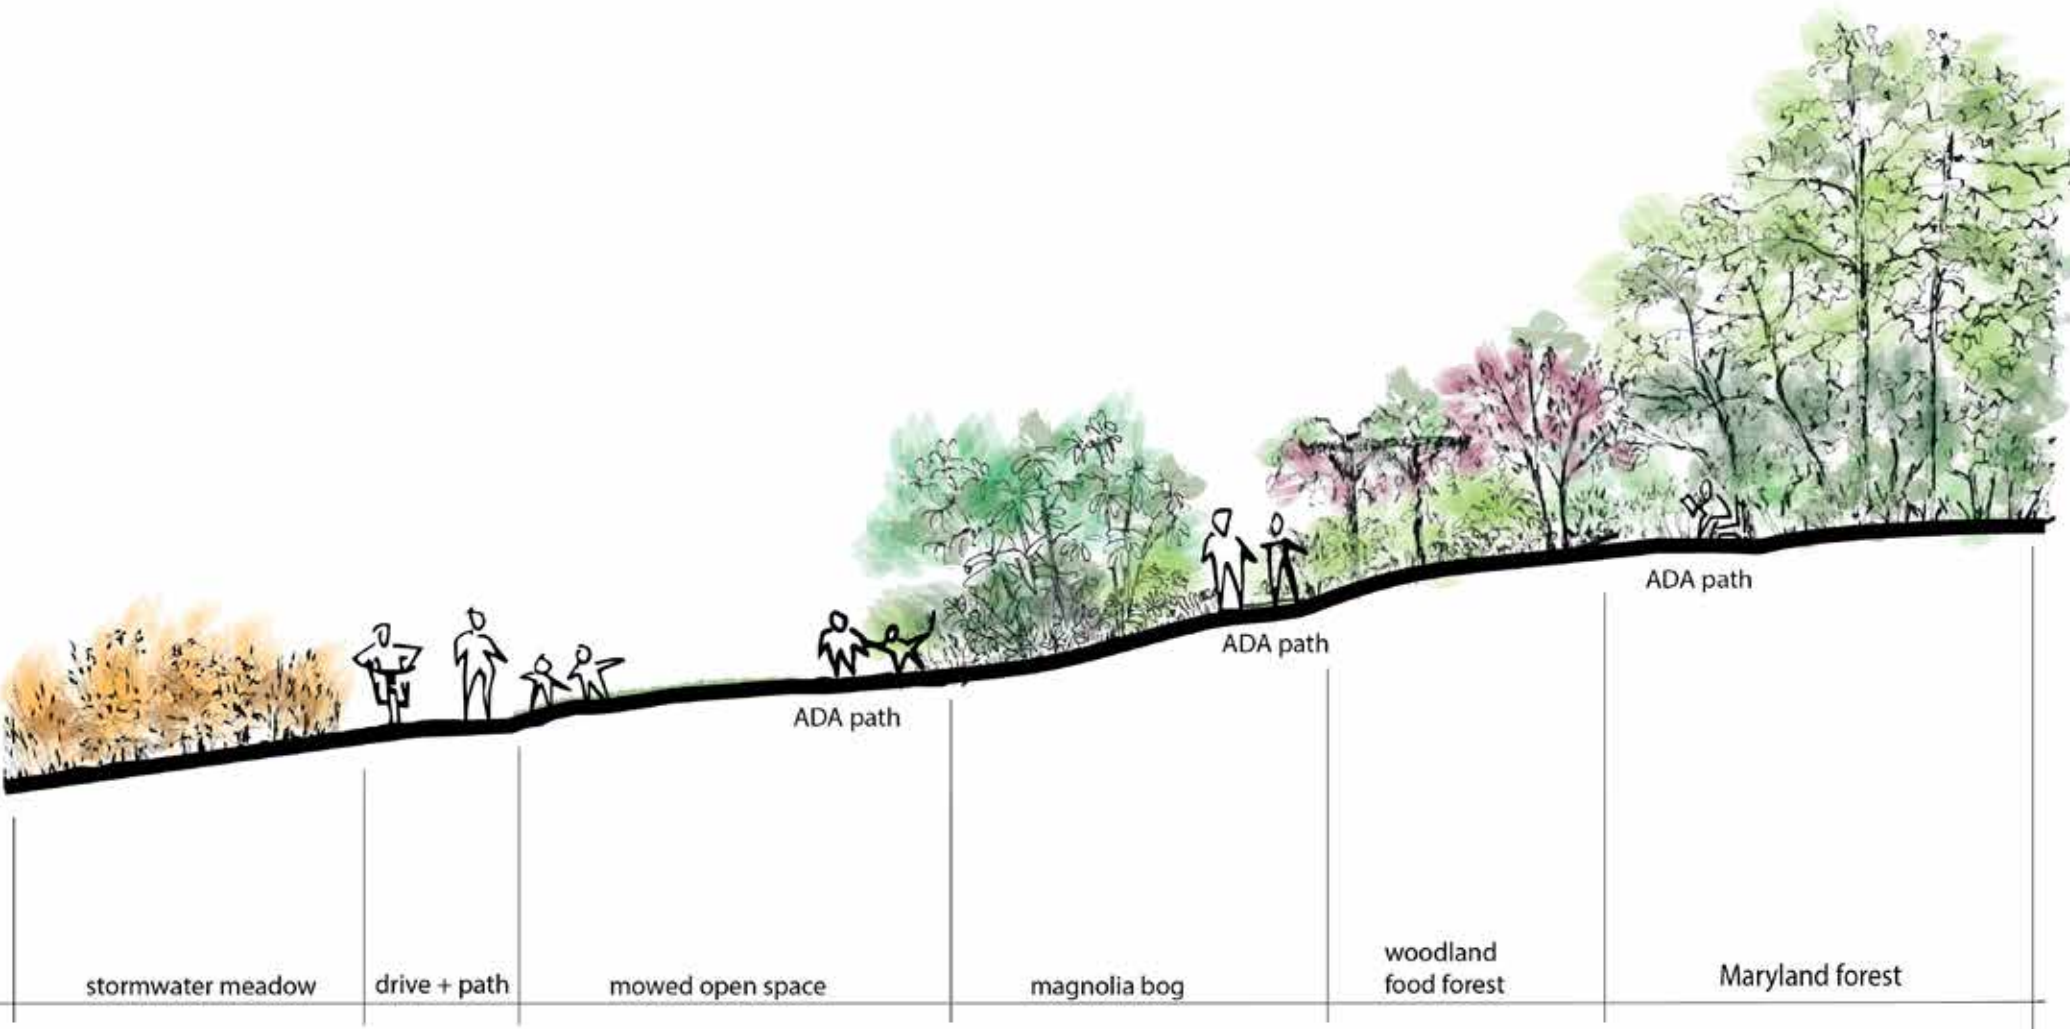 ADA path
ADA path
ADA path
stormwater meadow
drive + path
mowed open space
magnolia bog
woodland
food forest
Maryland forest